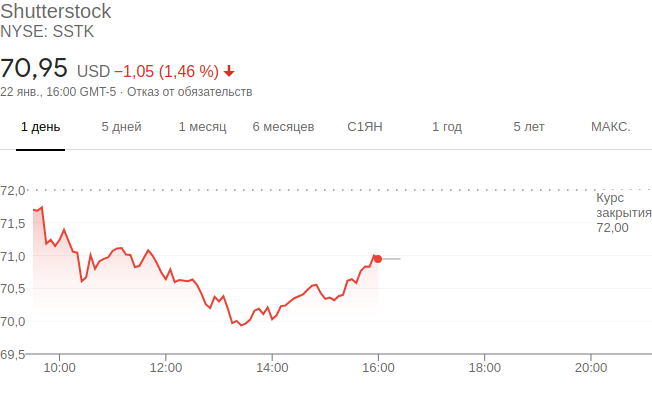 Shutterstock
NYSE: SSTK
70,95 USD −1,05 (1,46 %)
22 янв., 16:00 GMT-5 · Отказ от обязательств
1 день 5 дней 1 месяц 6 месяцев С1ЯН 1 год 5 лет МАКС.
72,0
Курс
закрытия
72,00
71,5
71,0
70,5
70,0
69,5
10:00 12:00 14:00 16:00 18:00 20:00